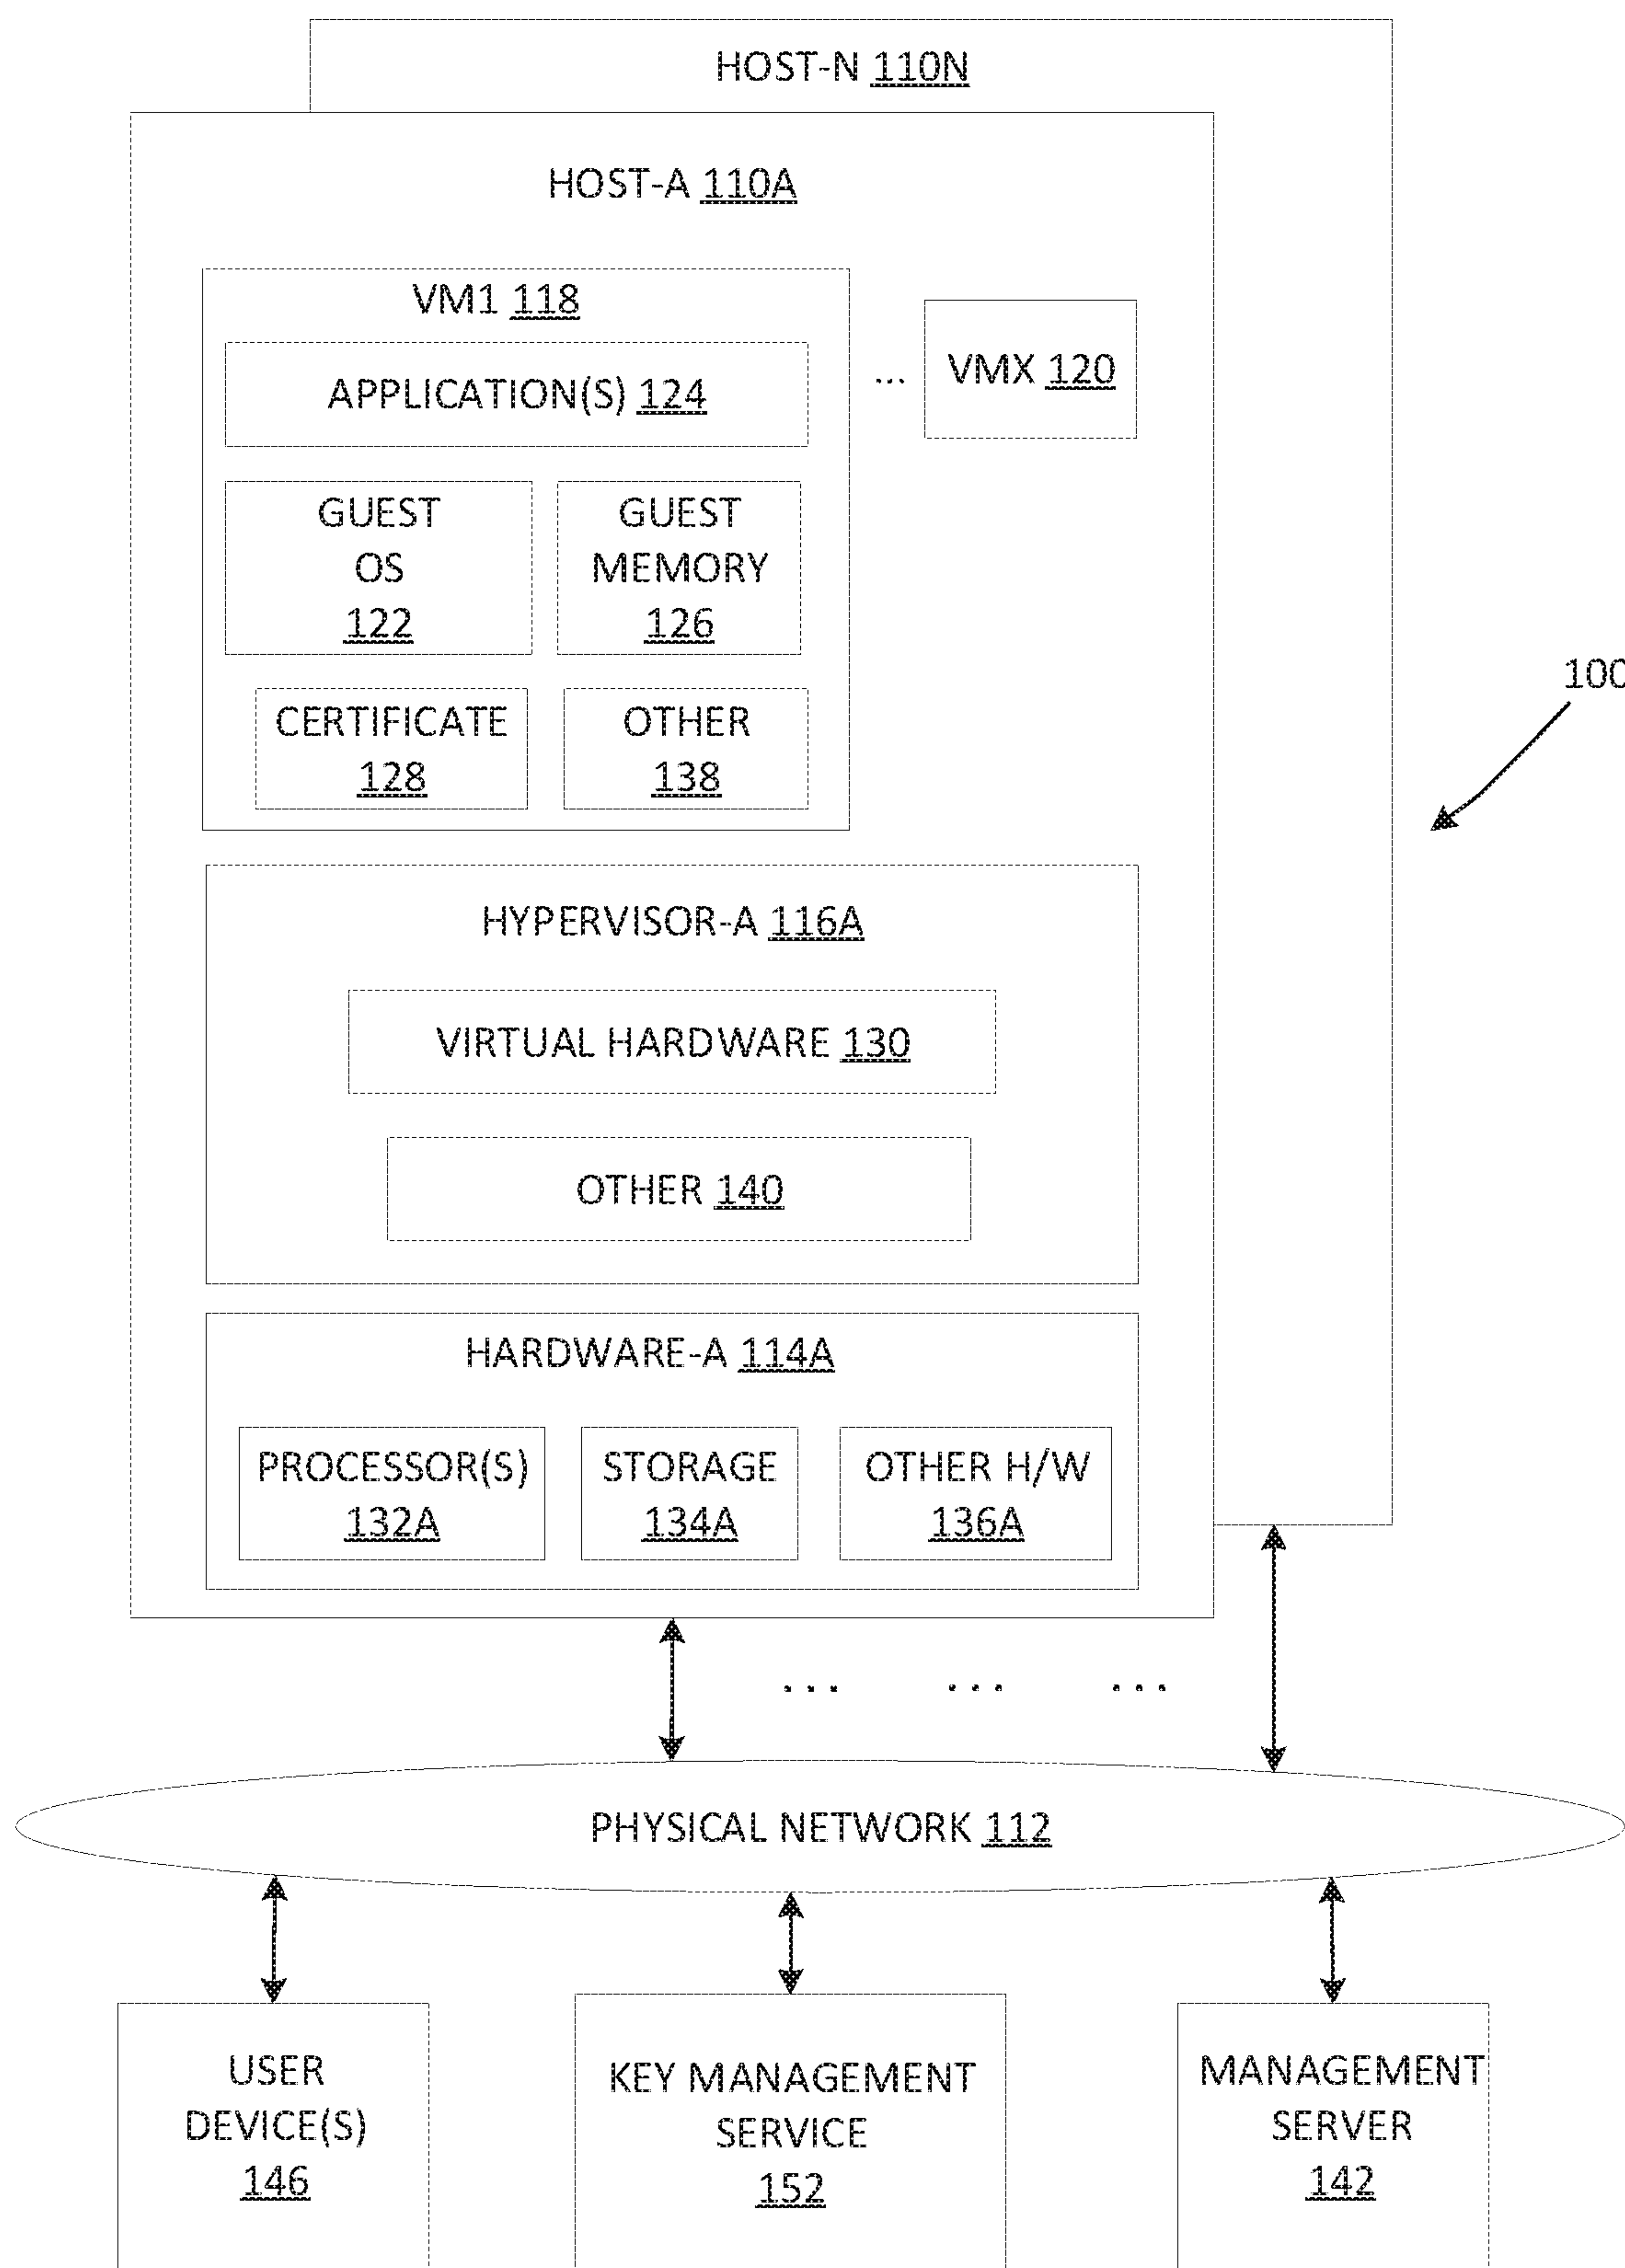 HOST-N 110N
HOST-A 110A
VM1 118
APPLICATION(S) 124
... VMX 120
GUEST
OS
122
GUEST
MEMORY
126
CERTIFICATE
128
OTHER
138
100
HYPERVISOR-A 116A
VIRTUAL HARDWARE 130
OTHER 140
HARDWARE-A 114A
PROCESSOR(S)
132A
STORAGE
134A
OTHER H/W
136A
... ... ...
PHYSICAL NETWORK 112
USER
DEVICE(S)
146
KEY MANAGEMENT
SERVICE
152
MANAGEMENT
SERVER
142